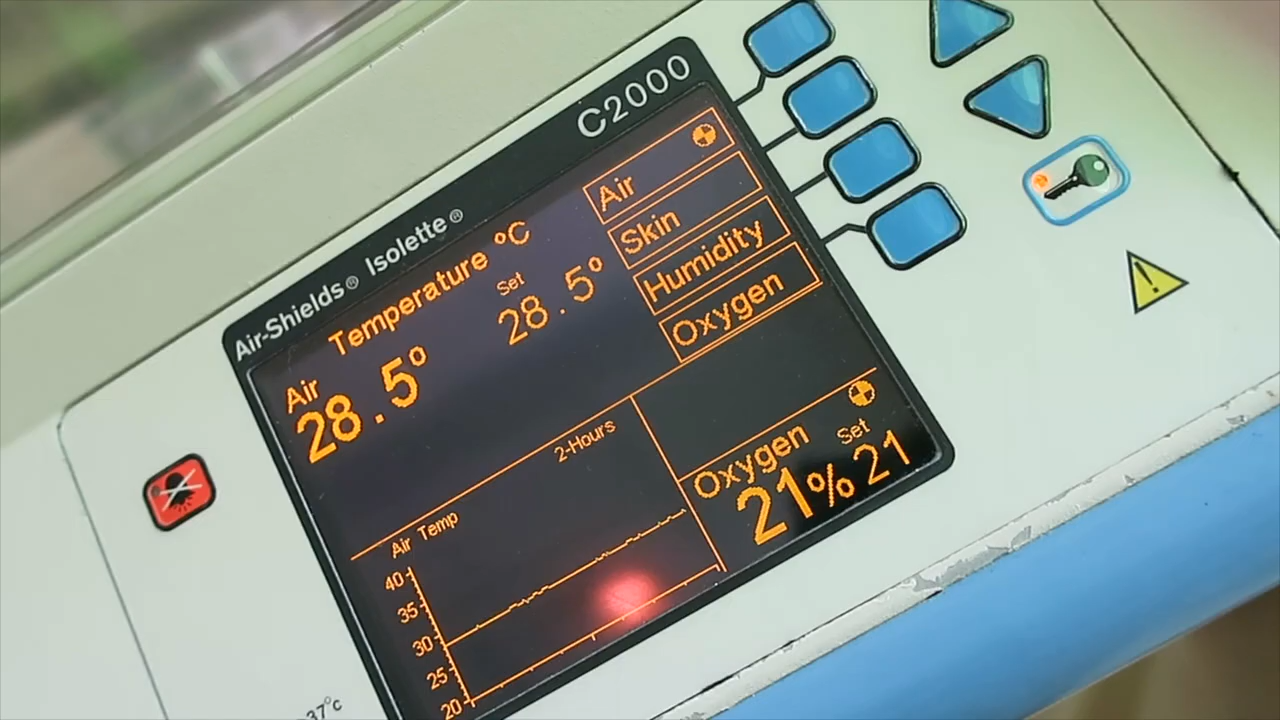 C2000
Air-Shields® Isolette®
Temperature °C
Air
28.5°
Set
28.5°
Air
Skin
Humidity
Oxygen
2-Hours
Air Temp
40
35
30
25
20
Oxygen
Set
21% 21
37°c